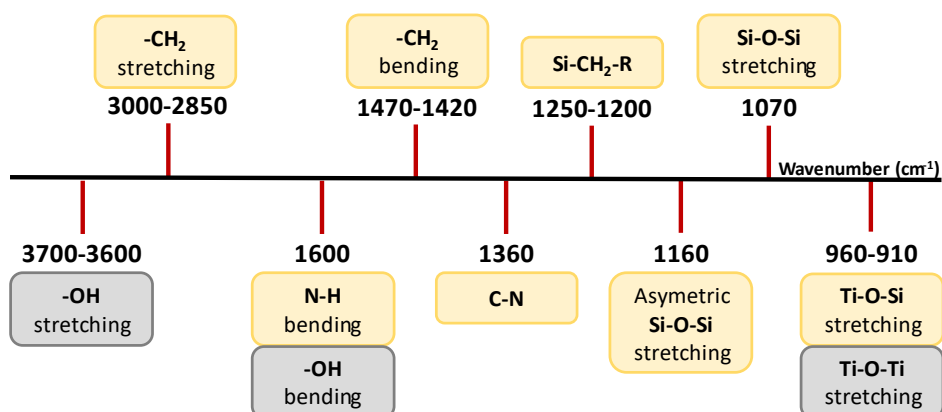 -CH2
stretching
3000-2850
-CH2
bending
1470-1420
Si-CH2-R
1250-1200
Si-O-Si
stretching
1070
Wavenumber (cm-1)
3700-3600
-OH
stretching
1600
N-H
bending
-OH
bending
1360
C-N
1160
Asymetric
Si-O-Si
stretching
960-910
Ti-O-Si
stretching
Ti-O-Ti
stretching